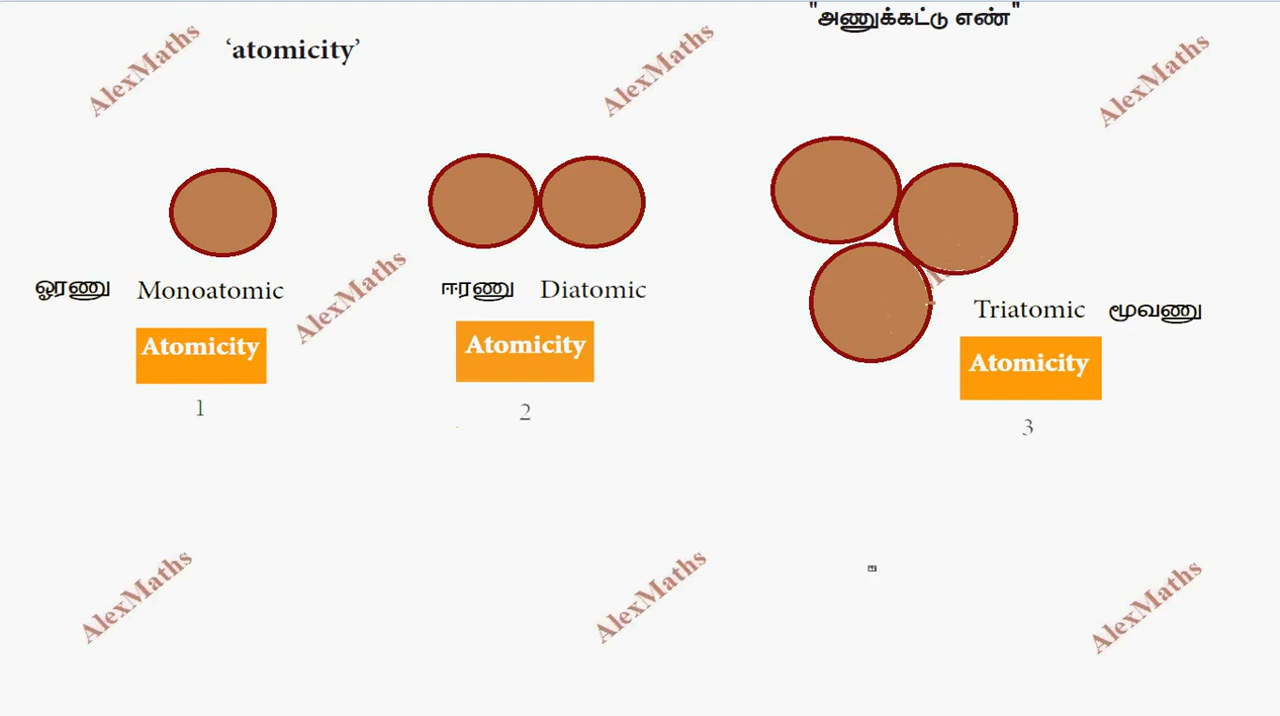 "அணுக்கட்டு எண்"
‘atomicity’
AlexMaths
AlexMaths
AlexMaths
ஓரணு Monoatomic
ஈரணு Diatomic
Triatomic மூவணு
AlexMaths
Atomicity
Atomicity
Atomicity
1
2
3
AlexMaths
AlexMaths
AlexMaths